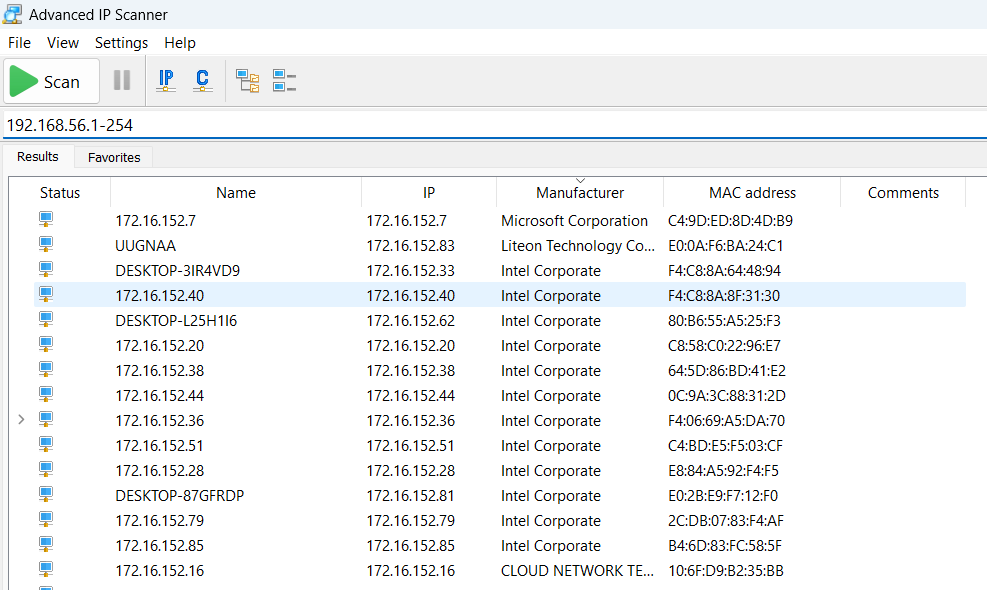 Advanced IP Scanner
File View Settings Help
Scan IP C
192.168.56.1-254
Results Favorites
Status Name IP Manufacturer MAC address Comments
172.16.152.7 172.16.152.7 Microsoft Corporation C4:9D:ED:8D:4D:B9
UUGNAA 172.16.152.83 Liteon Technology Co... E0:0A:F6:BA:24:C1
DESKTOP-3IR4VD9 172.16.152.33 Intel Corporate F4:C8:8A:64:48:94
172.16.152.40 172.16.152.40 Intel Corporate F4:C8:8A:8F:31:30
DESKTOP-L25H1I6 172.16.152.62 Intel Corporate 80:B6:55:A5:25:F3
172.16.152.20 172.16.152.20 Intel Corporate C8:58:C0:22:96:E7
172.16.152.38 172.16.152.38 Intel Corporate 64:5D:86:BD:41:E2
172.16.152.44 172.16.152.44 Intel Corporate 0C:9A:3C:88:31:2D
172.16.152.36 172.16.152.36 Intel Corporate F4:06:69:A5:DA:70
172.16.152.51 172.16.152.51 Intel Corporate C4:BD:E5:F5:03:CF
172.16.152.28 172.16.152.28 Intel Corporate E8:84:A5:92:F4:F5
DESKTOP-87GFRDP 172.16.152.81 Intel Corporate E0:2B:E9:F7:12:F0
172.16.152.79 172.16.152.79 Intel Corporate 2C:DB:07:83:F4:AF
172.16.152.85 172.16.152.85 Intel Corporate B4:6D:83:FC:58:5F
172.16.152.16 172.16.152.16 CLOUD NETWORK TE... 10:6F:D9:B2:35:BB